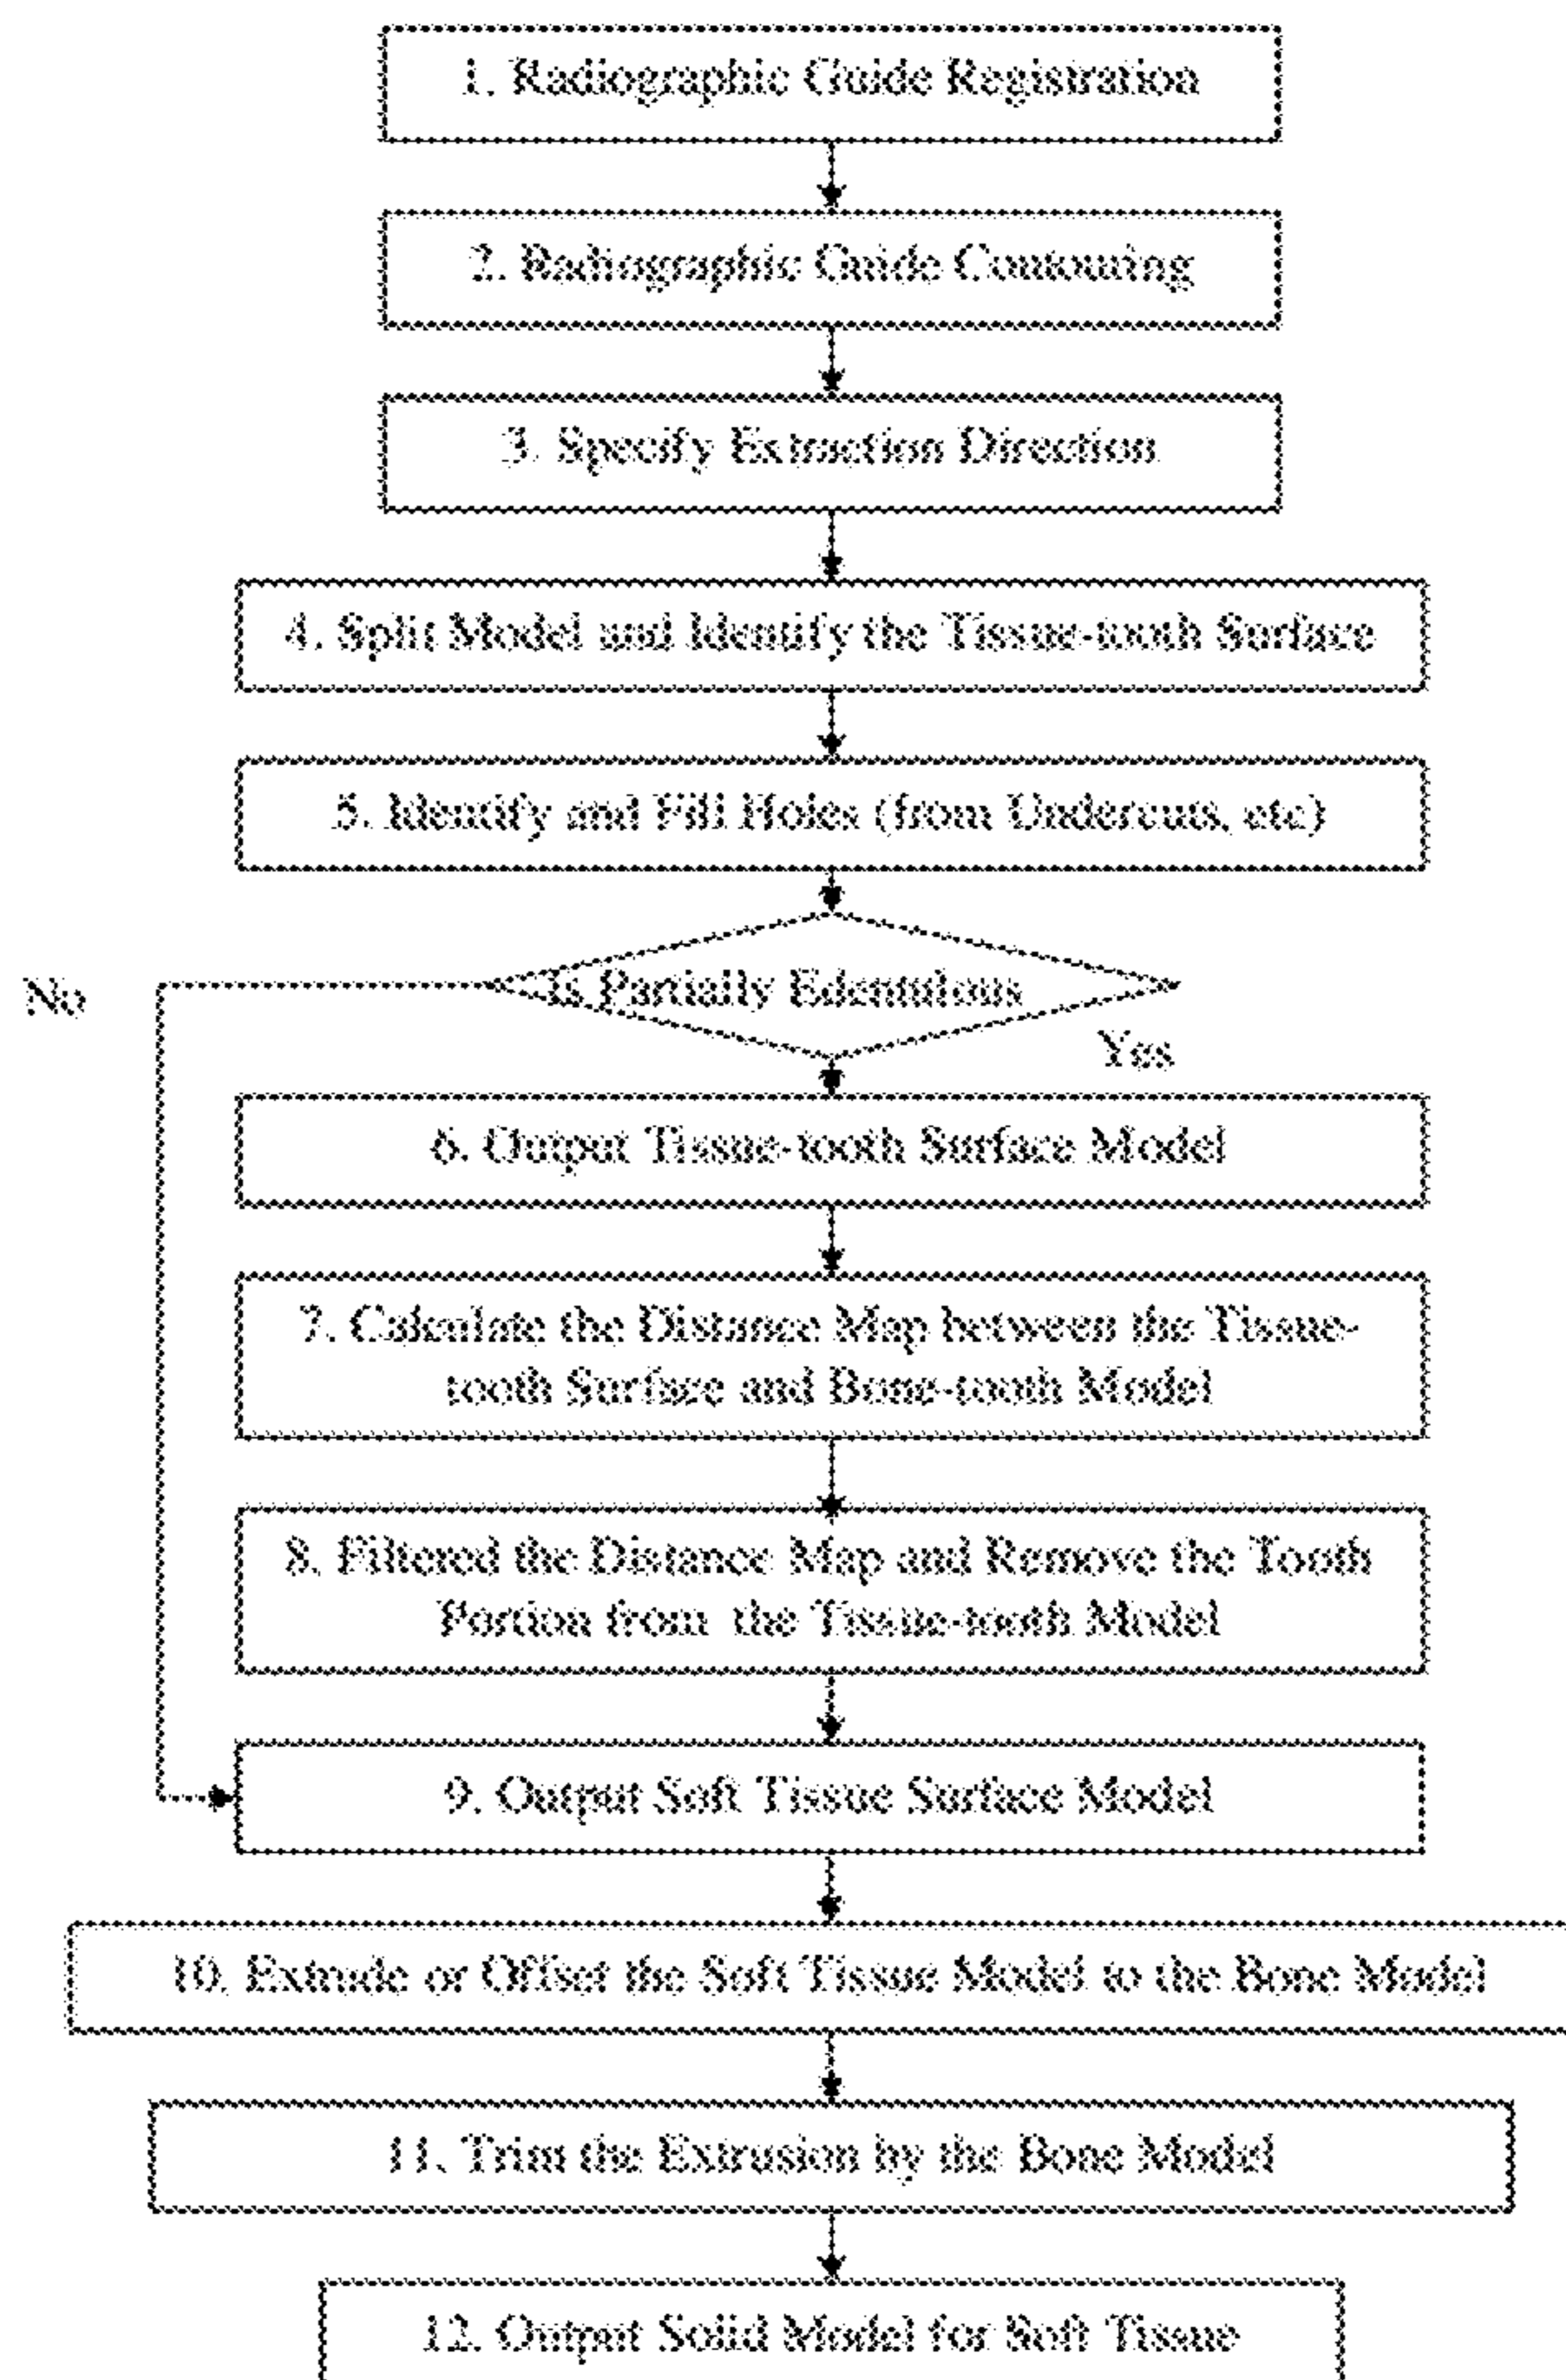 1. Radiographic Guide Registration
2. Radiographic Guide Contouring
3. Specify Extraction Direction
4. Split Model and Identify the Tissue-tooth Surface
5. Identify and Fill Holes (from Undercuts, etc)
Is Partially Edentulous
No
Yes
6. Output Tissue-tooth Surface Model
7. Calculate the Distance Map between the Tissue-
tooth Surface and Bone-tooth Model
8. Filtered the Distance Map and Remove the Tooth
Portion from the Tissue-tooth Model
9. Output Soft Tissue Surface Model
10. Extrude or Offset the Soft Tissue Model to the Bone Model
11. Trim the Extrusion by the Bone Model
12. Output Solid Model for Soft Tissue